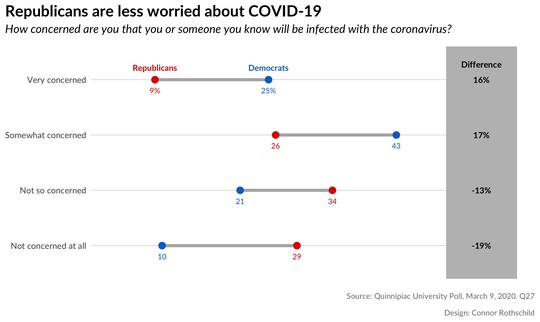 Republicans are less worried about COVID-19
How concerned are you that you or someone you know will be infected with the coronavirus?
Difference
Republicans Democrats
Very concerned 16%
9% 25%
Somewhat concerned 17%
26 43
Not so concerned -13%
21 34
Not concerned at all -19%
10 29
Source: Quinnipiac University Poll, March 9, 2020. Q27
Design: Connor Rothschild